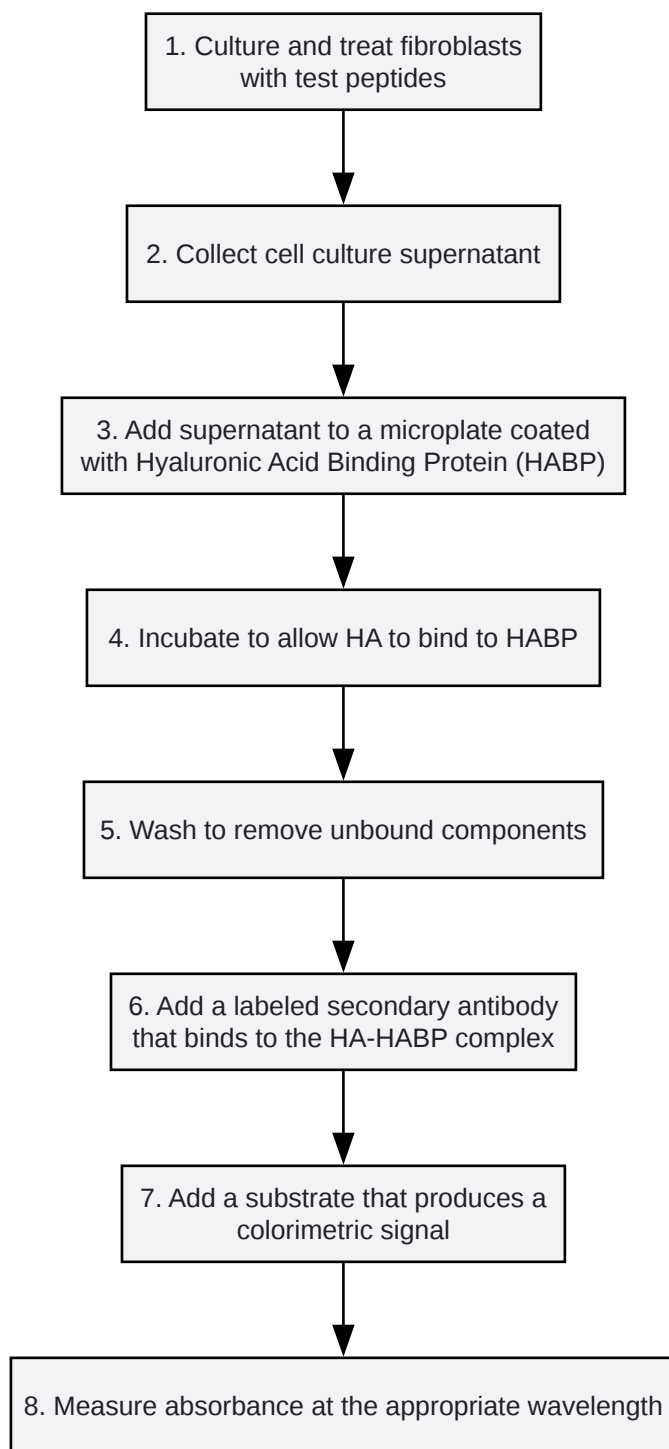 1. Culture and treat fibroblasts
with test peptides
2. Collect cell culture supernatant
3. Add supernatant to a microplate coated
with Hyaluronic Acid Binding Protein (HABP)
4. Incubate to allow HA to bind to HABP
5. Wash to remove unbound components
6. Add a labeled secondary antibody
that binds to the HA-HABP complex
7. Add a substrate that produces a
colorimetric signal
8. Measure absorbance at the appropriate wavelength